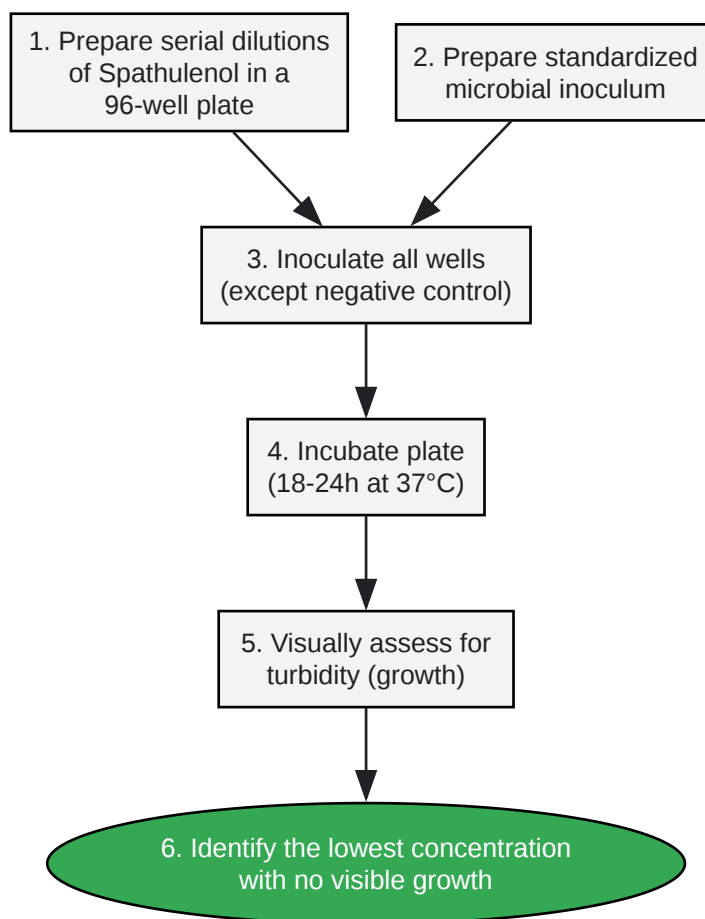 1. Prepare serial dilutions
of Spathulenol in a
96-well plate
2. Prepare standardized
microbial inoculum
3. Inoculate all wells
(except negative control)
4. Incubate plate
(18-24h at 37°C)
5. Visually assess for
turbidity (growth)
6. Identify the lowest concentration
with no visible growth